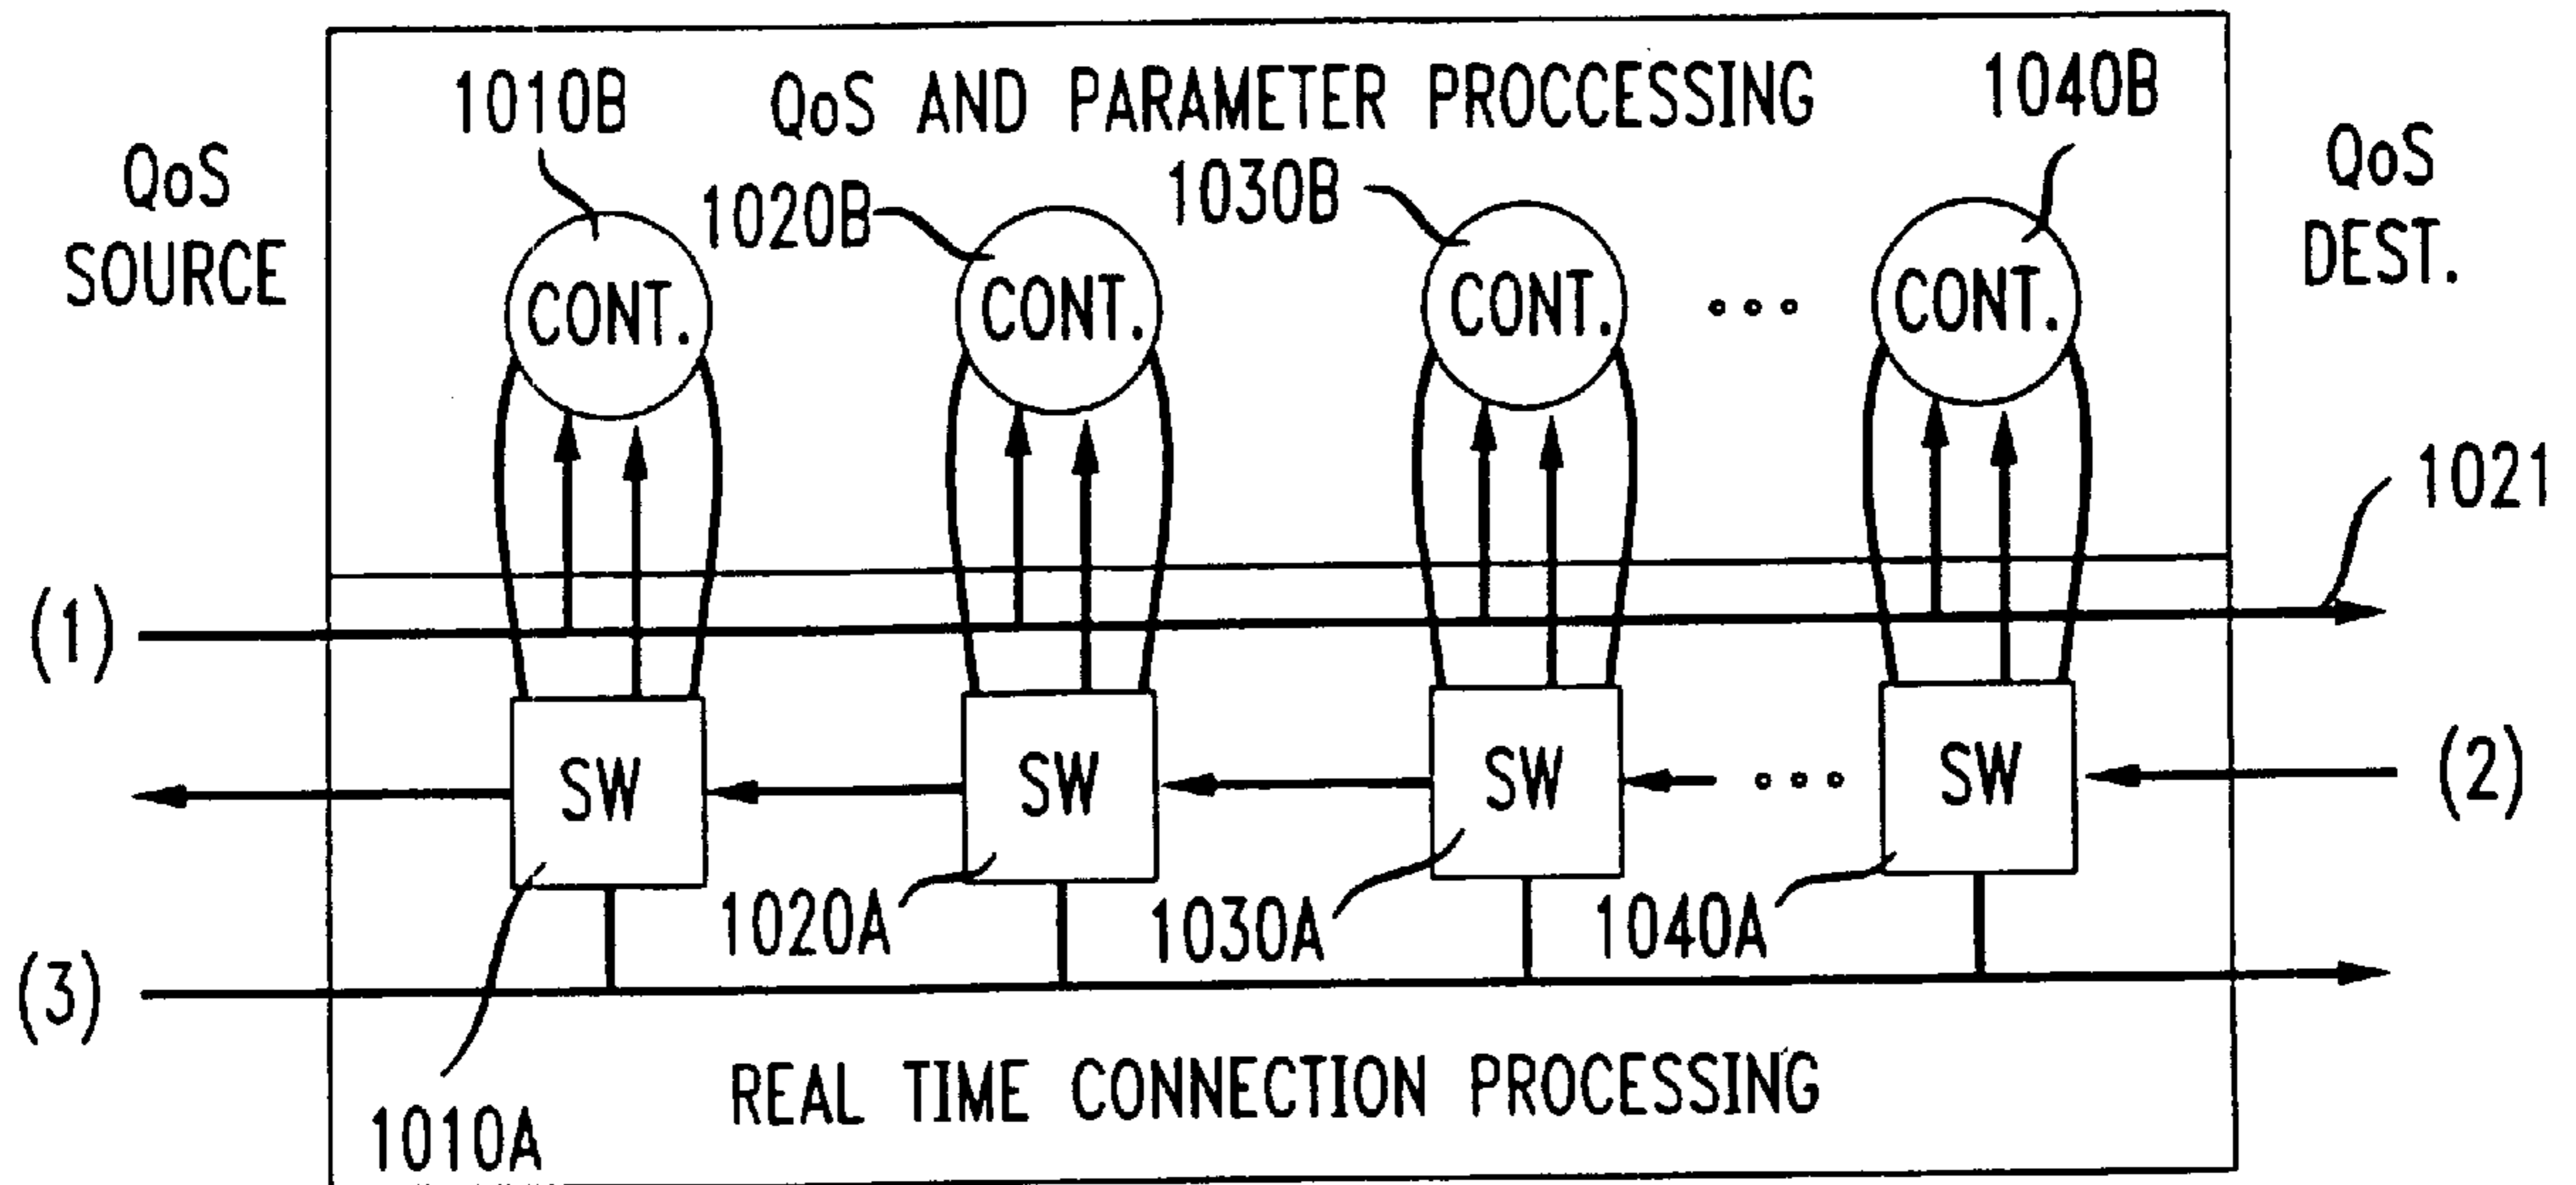 1010B
QoS AND PARAMETER PROCCESSING
1040B
QoS
SOURCE
1020B
1030B
QoS
DEST.
CONT.
CONT.
CONT.
CONT.
1021
(1)
SW
SW
SW
SW
(2)
1020A
1030A
1040A
(3)
REAL TIME CONNECTION PROCESSING
1010A